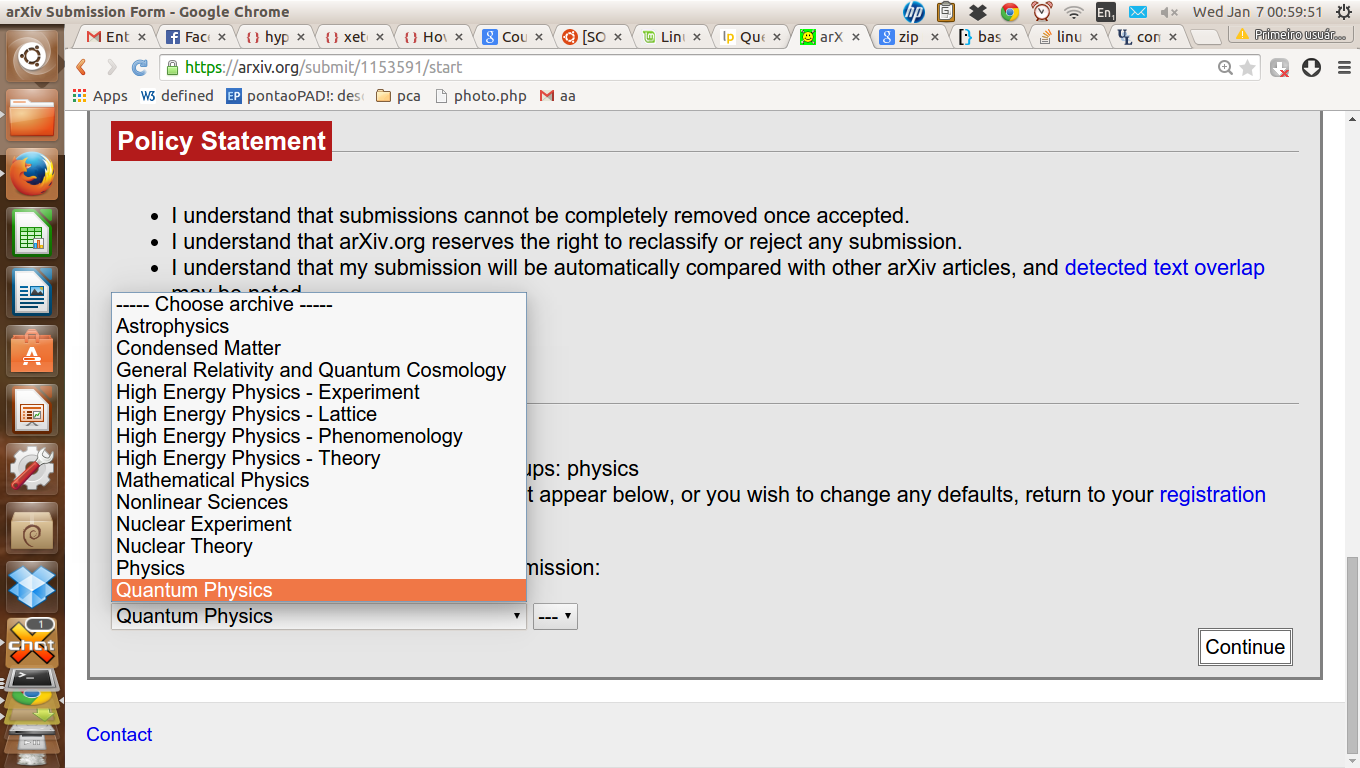 arXiv Submission Form - Google Chrome
En1 Wed Jan 7 00:59:51
Ent × Fac × hyp × xet × Ho × Cou × [SO × Lin × Que × arX × zip × bas × linu × con × Primeiro usuár...
https://arxiv.org/submit/1153591/start
Apps W3 defined EP pontaoPAD!: des pca photo.php aa
Policy Statement
• I understand that submissions cannot be completely removed once accepted.
• I understand that arXiv.org reserves the right to reclassify or reject any submission.
• I understand that my submission will be automatically compared with other arXiv articles, and detected text overlap
may be noted
----- Choose archive -----
Astrophysics
Condensed Matter
General Relativity and Quantum Cosmology
High Energy Physics - Experiment
High Energy Physics - Lattice
High Energy Physics - Phenomenology
High Energy Physics - Theory
Mathematical Physics
Nonlinear Sciences
Nuclear Experiment
Nuclear Theory
Physics
Quantum Physics
ups: physics
t appear below, or you wish to change any defaults, return to your registration
mission:
Quantum Physics ---
Continue
Contact
1
chat